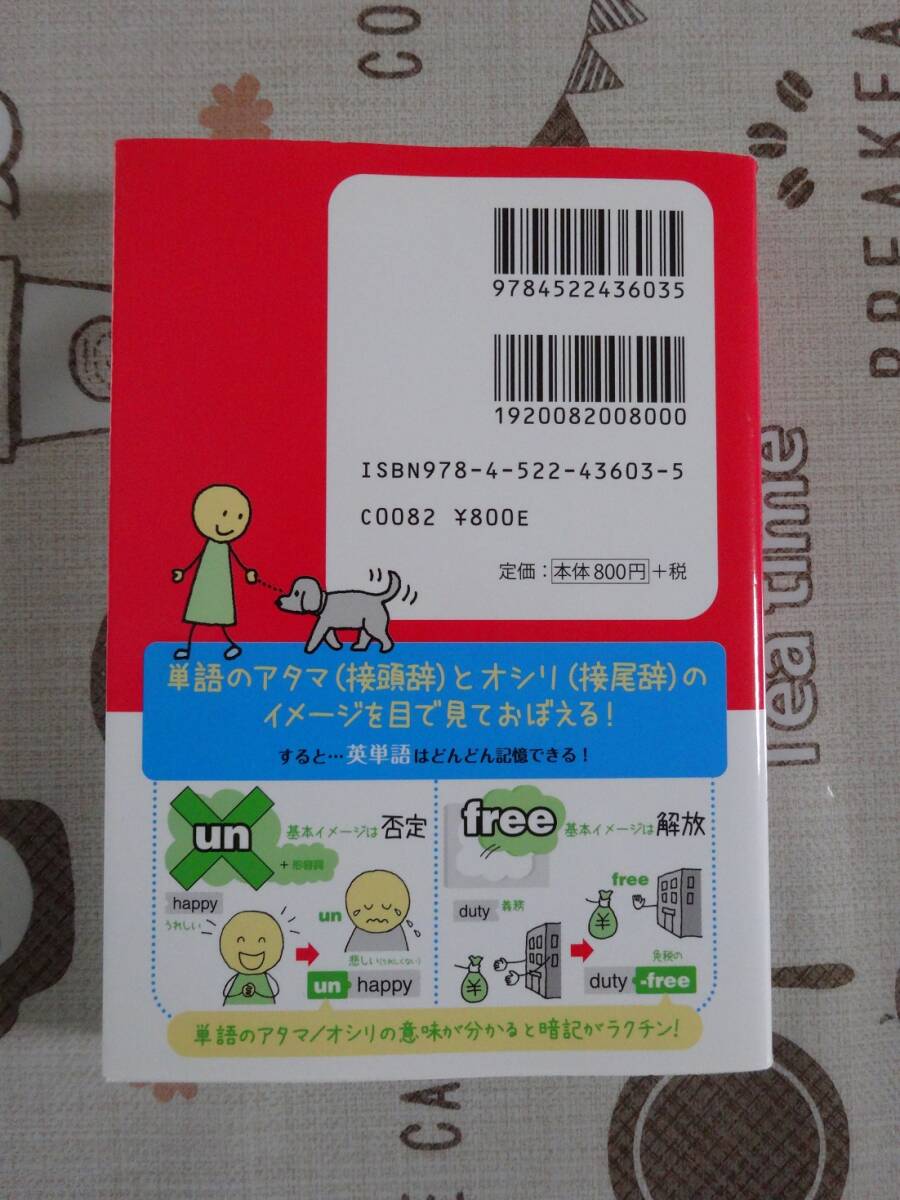 CO
BREAKFA
Tea time
CA
9784522436035
1920082008000
ISBN978-4-522-43603-5
C0082 ¥800E
定価：本体800円+税
単語のアタマ(接頭辞)とオシリ(接尾辞)の
イメージを目で見ておぼえる！
すると…英単語はどんどん記憶できる！
un 基本イメージは 否定
+ 形容詞
happy
うれしい
un
悲しい(うれしくない)
un happy
free 基本イメージは 解放
duty 義務
¥
free
¥
免税の
duty -free
単語のアタマ/オシリの意味が分かると暗記がラクチン！